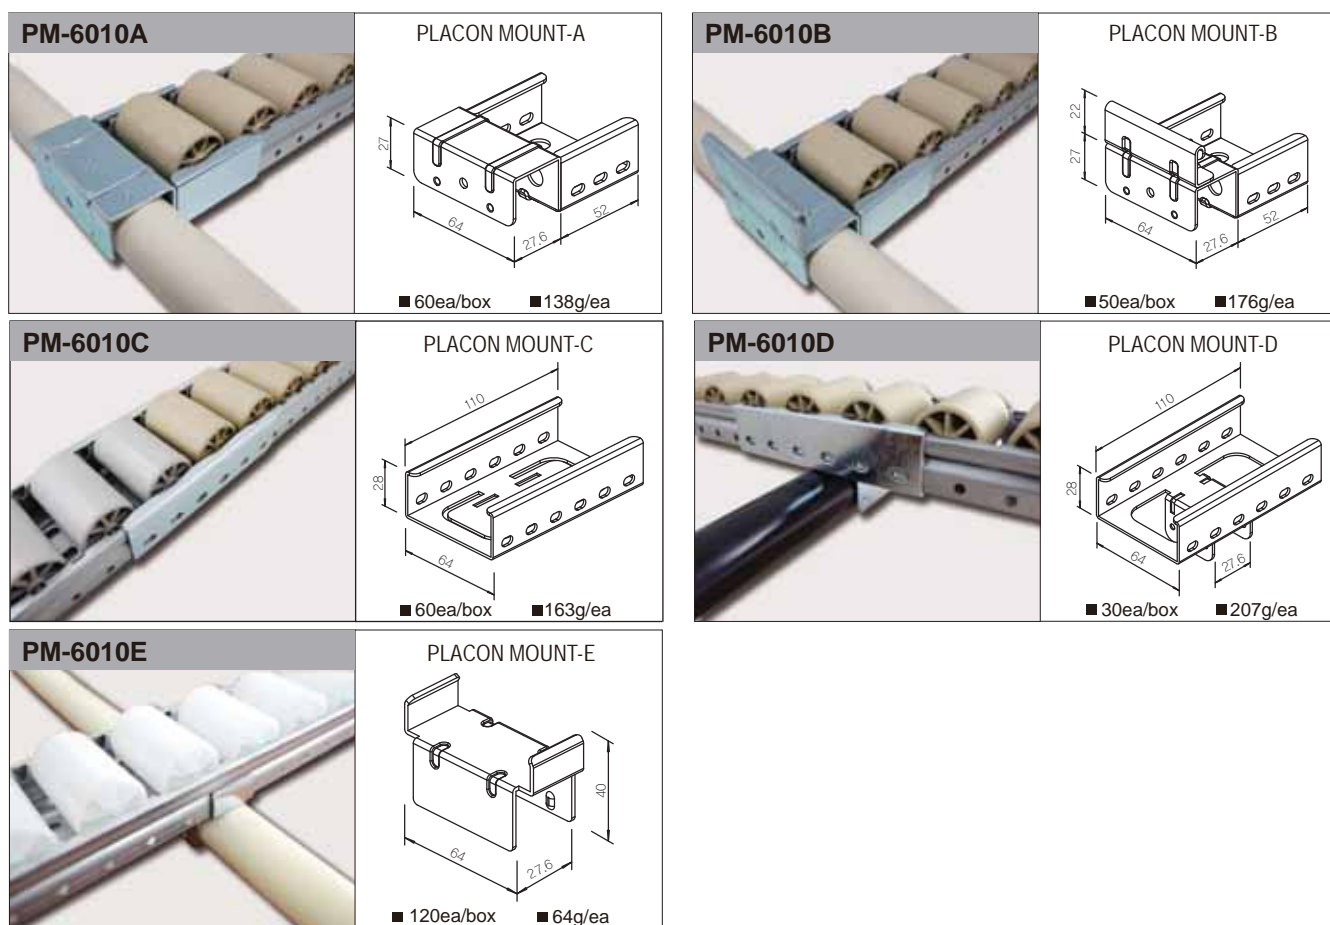 PM-6010A
PLACON MOUNT-A
27
64
27.6
52
■ 60ea/box ■ 138g/ea
PM-6010B
PLACON MOUNT-B
22
27
64
27.6
52
■ 50ea/box ■ 176g/ea
PM-6010C
PLACON MOUNT-C
110
28
64
■ 60ea/box ■ 163g/ea
PM-6010D
PLACON MOUNT-D
110
28
64
27.6
■ 30ea/box ■ 207g/ea
PM-6010E
PLACON MOUNT-E
40
64
27.6
■ 120ea/box ■ 64g/ea